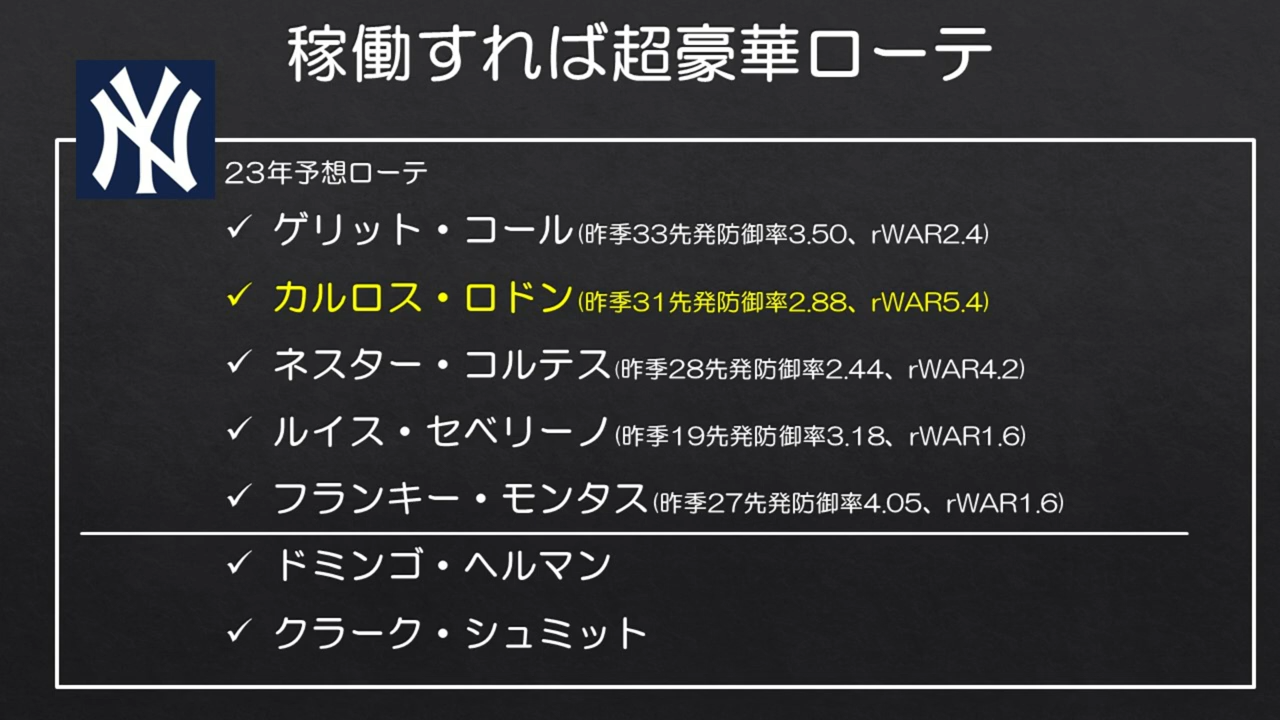 稼働すれば超豪華ローテ
NY
23年予想ローテ
✓ ゲリット・コール(昨季33先発防御率3.50、rWAR2.4)
✓ カルロス・ロドン(昨季31先発防御率2.88、rWAR5.4)
✓ ネスター・コルテス(昨季28先発防御率2.44、rWAR4.2)
✓ ルイス・セベリーノ(昨季19先発防御率3.18、rWAR1.6)
✓ フランキー・モンタス(昨季27先発防御率4.05、rWAR1.6)
✓ ドミンゴ・ヘルマン
✓ クラーク・シュミット